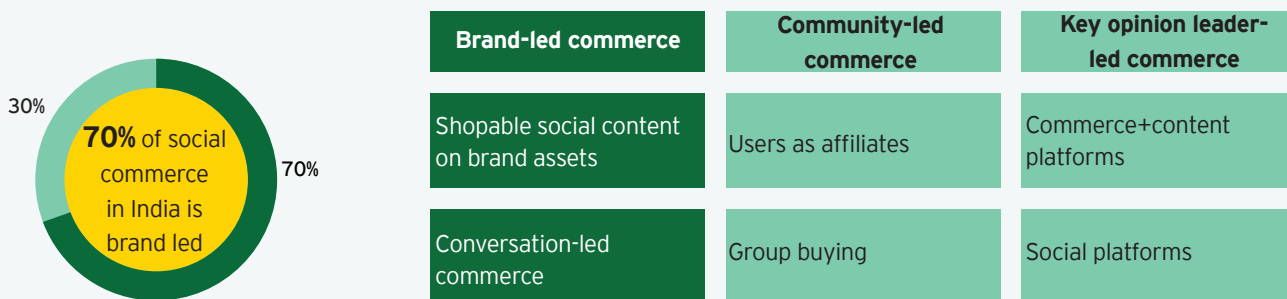 30%
70% of social
commerce
in India is
brand led
70%
Brand-led commerce
Community-led
commerce
Key opinion leader-
led commerce
Shopable social content
on brand assets
Users as affiliates
Commerce+content
platforms
Conversation-led
commerce
Group buying
Social platforms